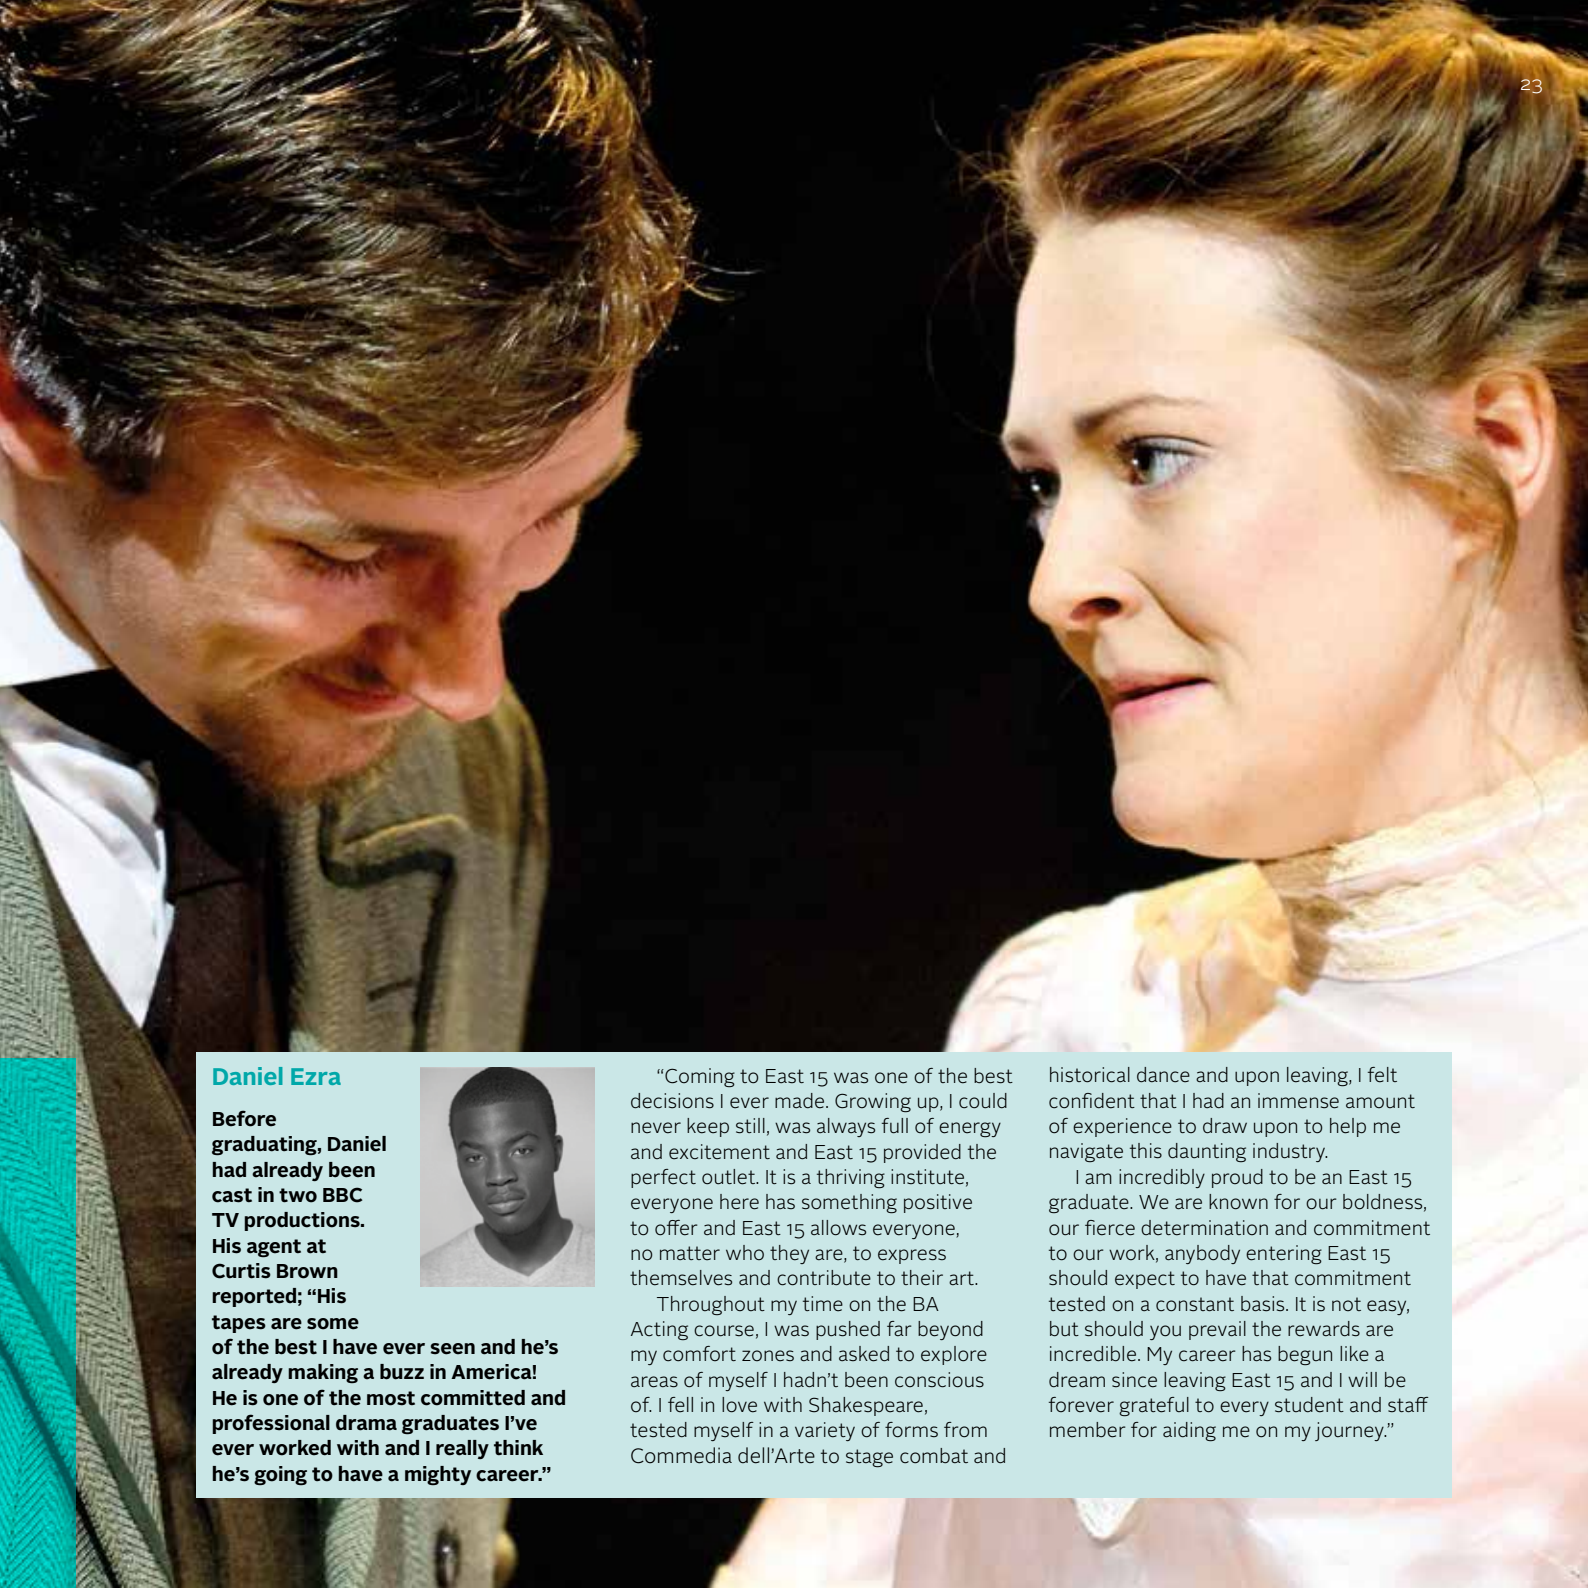 23
Daniel Ezra
Before
graduating, Daniel
had already been
cast in two BBC
TV productions.
His agent at
Curtis Brown
reported; “His
tapes are some
of the best I have ever seen and he’s
already making a buzz in America!
He is one of the most committed and
professional drama graduates I’ve
ever worked with and I really think
he’s going to have a mighty career.”
“Coming to East 15 was one of the best
decisions I ever made. Growing up, I could
never keep still, was always full of energy
and excitement and East 15 provided the
perfect outlet. It is a thriving institute,
everyone here has something positive
to offer and East 15 allows everyone,
no matter who they are, to express
themselves and contribute to their art.
Throughout my time on the BA
Acting course, I was pushed far beyond
my comfort zones and asked to explore
areas of myself I hadn’t been conscious
of. I fell in love with Shakespeare,
tested myself in a variety of forms from
Commedia dell’Arte to stage combat and
historical dance and upon leaving, I felt
confident that I had an immense amount
of experience to draw upon to help me
navigate this daunting industry.
I am incredibly proud to be an East 15
graduate. We are known for our boldness,
our fierce determination and commitment
to our work, anybody entering East 15
should expect to have that commitment
tested on a constant basis. It is not easy,
but should you prevail the rewards are
incredible. My career has begun like a
dream since leaving East 15 and I will be
forever grateful to every student and staff
member for aiding me on my journey.”